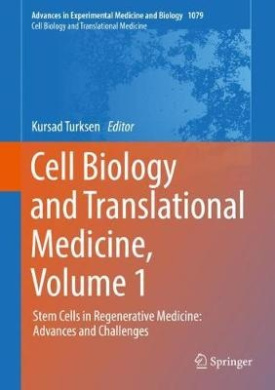 Advances in Experimental Medicine and Biology 1079
Cell Biology and Translational Medicine
Kursad Turksen Editor
Cell Biology
and Translational
Medicine,
Volume 1
Stem Cells in Regenerative Medicine:
Advances and Challenges
Springer